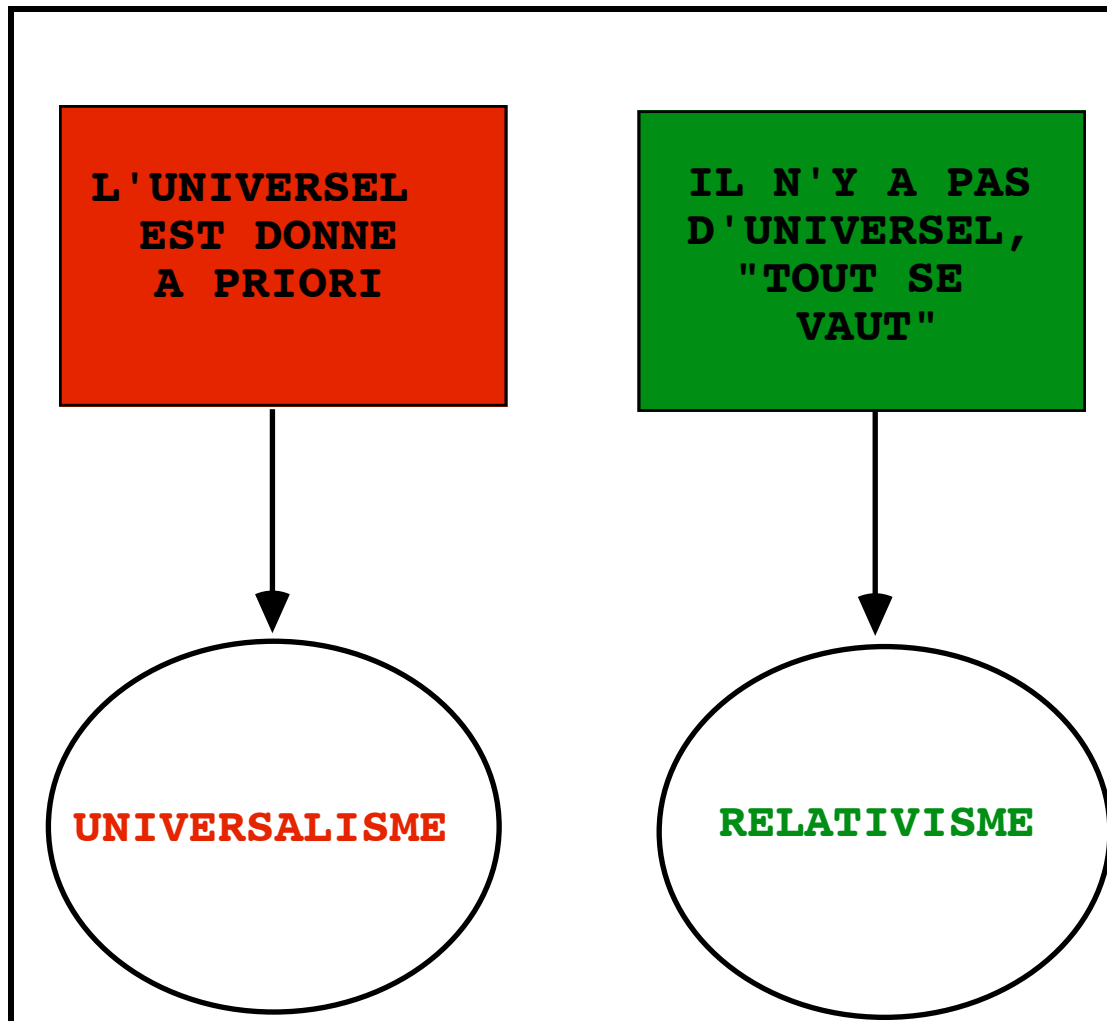 L'UNIVERSEL
EST DONNE
A PRIORI
IL N'Y A PAS
D'UNIVERSEL,
"TOUT SE
VAUT"
UNIVERSALISME
RELATIVISME